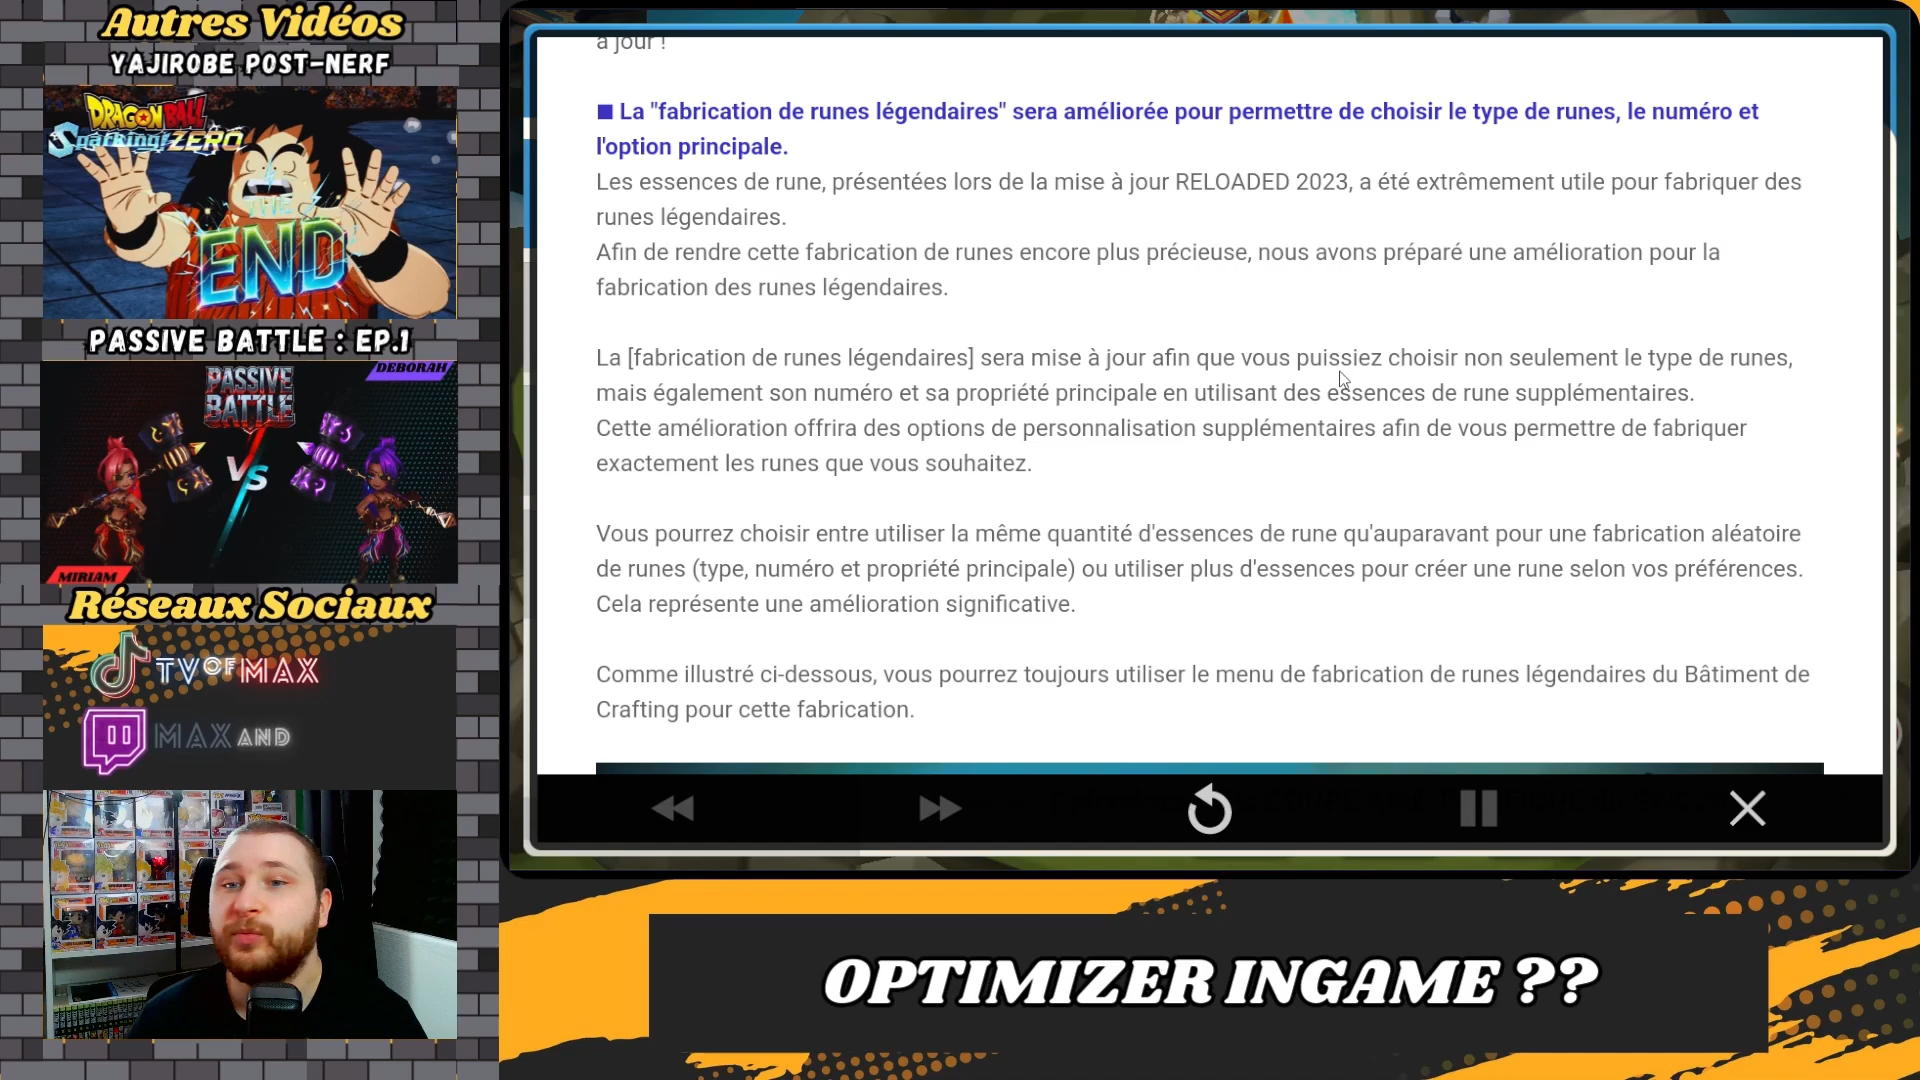 Autres Vidéos
YAJIROBE POST-NERF
DRAGON BALL
Sparking! ZERO
THE
END
PASSIVE BATTLE : EP.1
DEBORAH
PASSIVE
BATTLE
VS
MIRIAM
Réseaux Sociaux
TVOFMAX
MAX AND
à jour !
■ La "fabrication de runes légendaires" sera améliorée pour permettre de choisir le type de runes, le numéro et
l'option principale.
Les essences de rune, présentées lors de la mise à jour RELOADED 2023, a été extrêmement utile pour fabriquer des
runes légendaires.
Afin de rendre cette fabrication de runes encore plus précieuse, nous avons préparé une amélioration pour la
fabrication des runes légendaires.
La [fabrication de runes légendaires] sera mise à jour afin que vous puissiez choisir non seulement le type de runes,
mais également son numéro et sa propriété principale en utilisant des essences de rune supplémentaires.
Cette amélioration offrira des options de personnalisation supplémentaires afin de vous permettre de fabriquer
exactement les runes que vous souhaitez.
Vous pourrez choisir entre utiliser la même quantité d'essences de rune qu'auparavant pour une fabrication aléatoire
de runes (type, numéro et propriété principale) ou utiliser plus d'essences pour créer une rune selon vos préférences.
Cela représente une amélioration significative.
Comme illustré ci-dessous, vous pourrez toujours utiliser le menu de fabrication de runes légendaires du Bâtiment de
Crafting pour cette fabrication.
OPTIMIZER INGAME ??